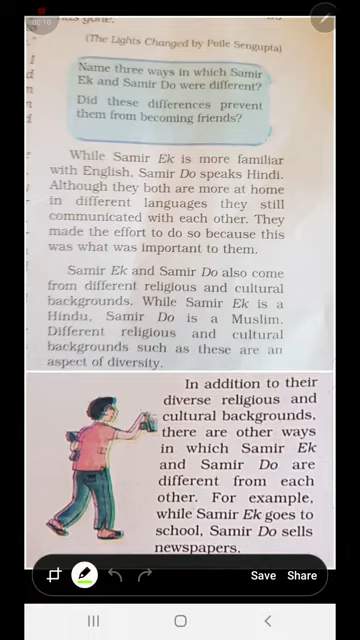 (The Lights Changed by Poile Sengupta)
Name three ways in which Samir
Ek and Samir Do were different?
Did these differences prevent
them from becoming friends?
While Samir Ek is more familiar
with English, Samir Do speaks Hindi.
Although they both are more at home
in different languages they still
communicated with each other. They
made the effort to do so because this
was what was important to them.
Samir Ek and Samir Do also come
from different religious and cultural
backgrounds. While Samir Ek is a
Hindu, Samir Do is a Muslim.
Different religious and cultural
backgrounds such as these are an
aspect of diversity.
In addition to their
diverse religious and
cultural backgrounds,
there are other ways
in which Samir Ek
and Samir Do are
different from each
other. For example,
while Samir Ek goes to
school, Samir Do sells
newspapers.
Save Share